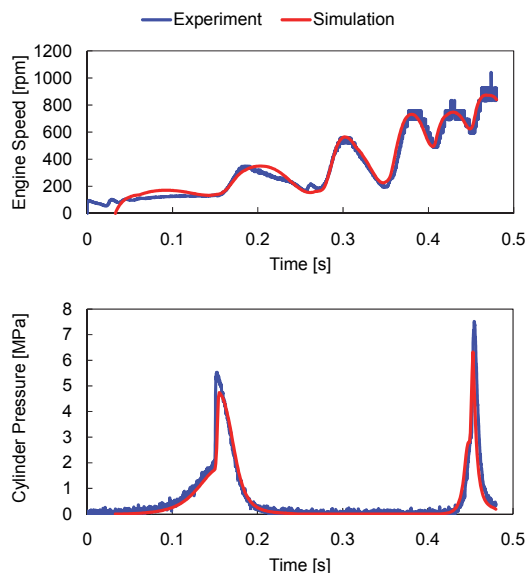 Experiment Simulation
Engine Speed [rpm]
1200
1000
800
600
400
200
0
0 0.1 0.2 0.3 0.4 0.5
Time [s]
Cylinder Pressure [MPa]
8
7
6
5
4
3
2
1
0
0 0.1 0.2 0.3 0.4 0.5
Time [s]